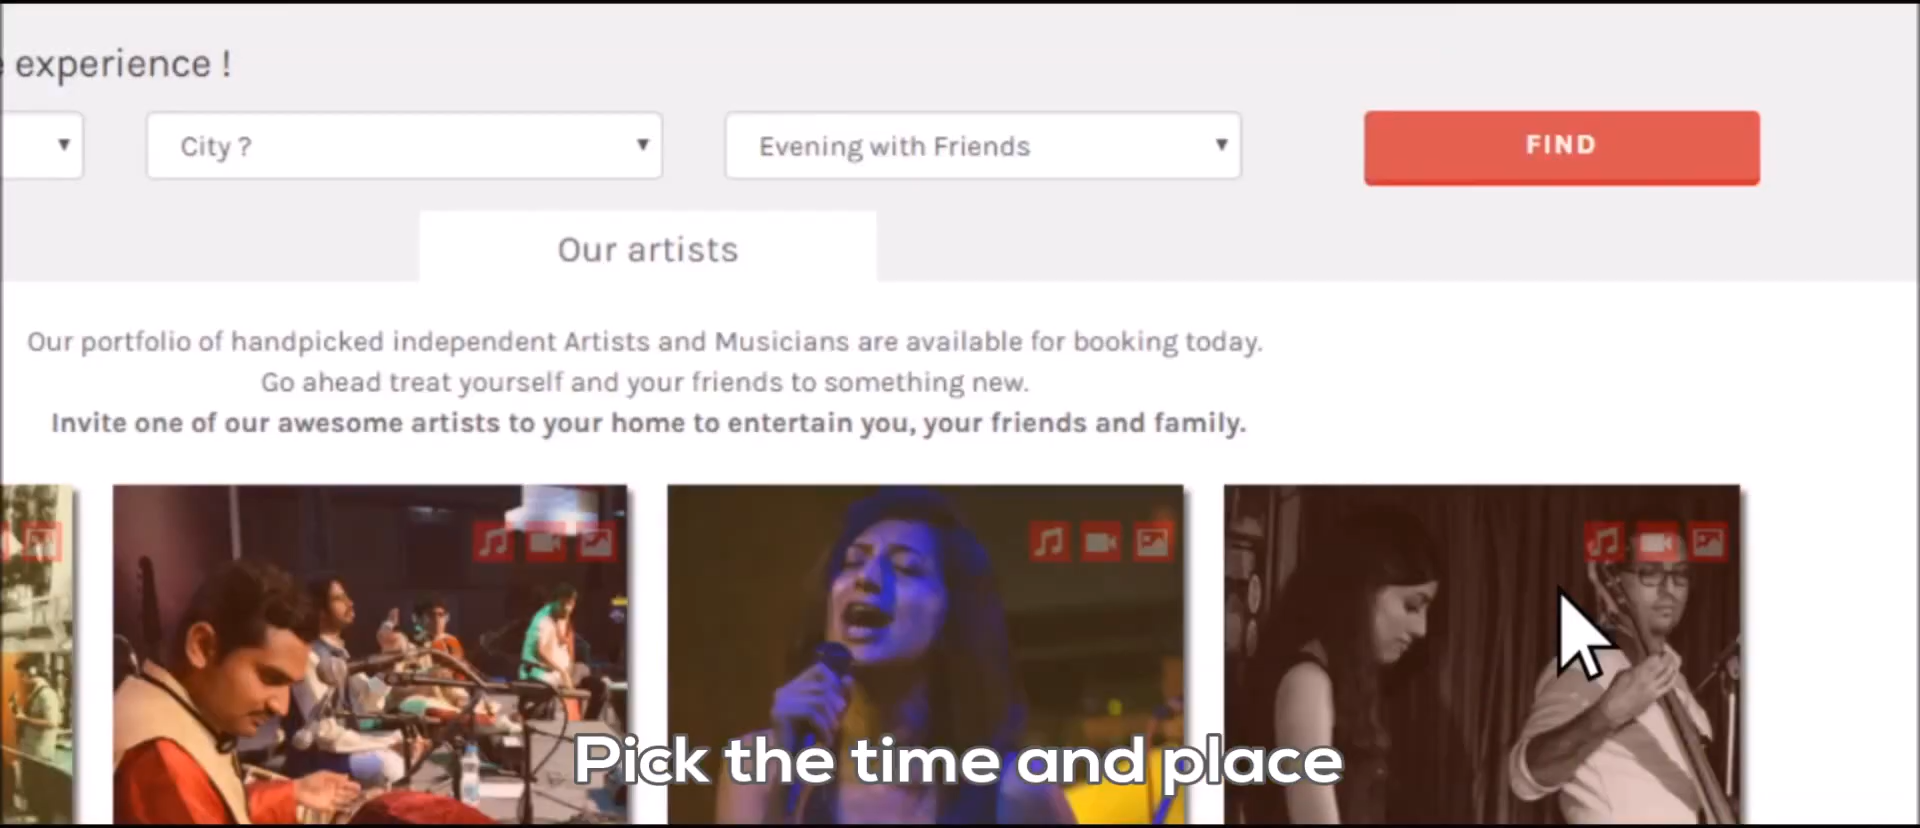 experience !
City ?
Evening with Friends
FIND
Our artists
Our portfolio of handpicked independent Artists and Musicians are available for booking today.
Go ahead treat yourself and your friends to something new.
Invite one of our awesome artists to your home to entertain you, your friends and family.
Pick the time and place